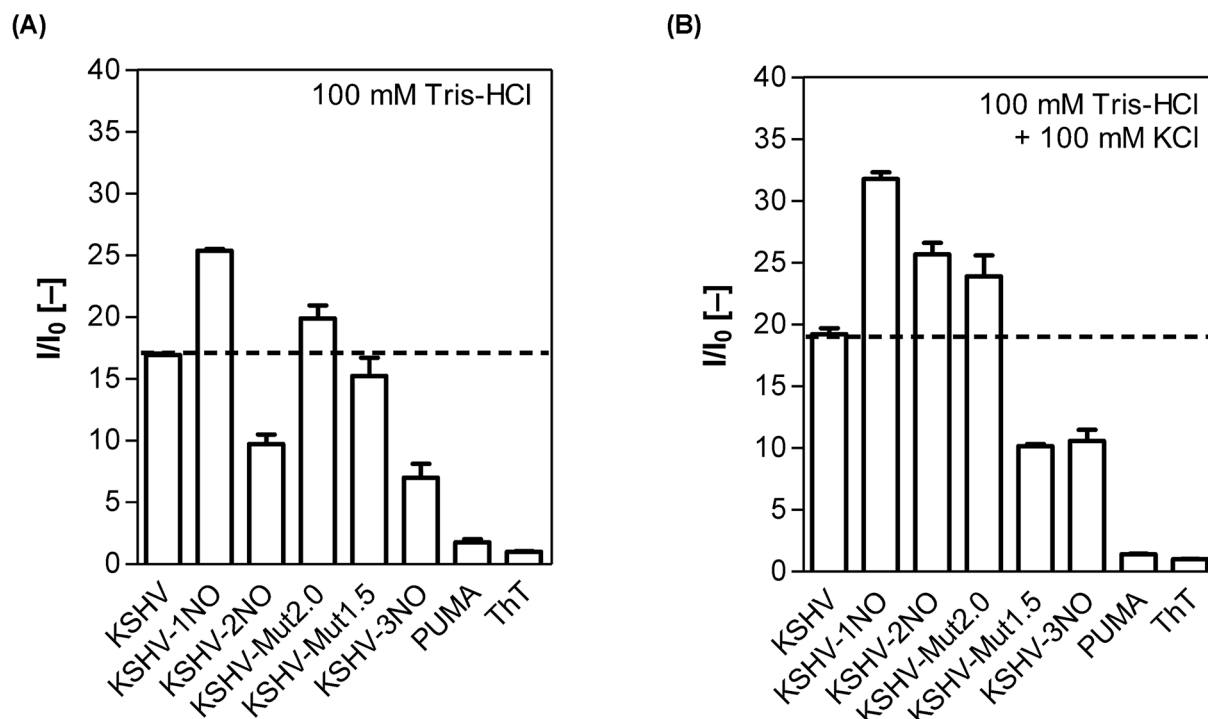 (A)
100 mM Tris-HCl
I/I0 [–]
40
35
30
25
20
15
10
5
0
KSHV
KSHV-1NO
KSHV-2NO
KSHV-Mut2.0
KSHV-Mut1.5
KSHV-3NO
PUMA
ThT
(B)
100 mM Tris-HCl
+ 100 mM KCl
I/I0 [–]
40
35
30
25
20
15
10
5
0
KSHV
KSHV-1NO
KSHV-2NO
KSHV-Mut2.0
KSHV-Mut1.5
KSHV-3NO
PUMA
ThT